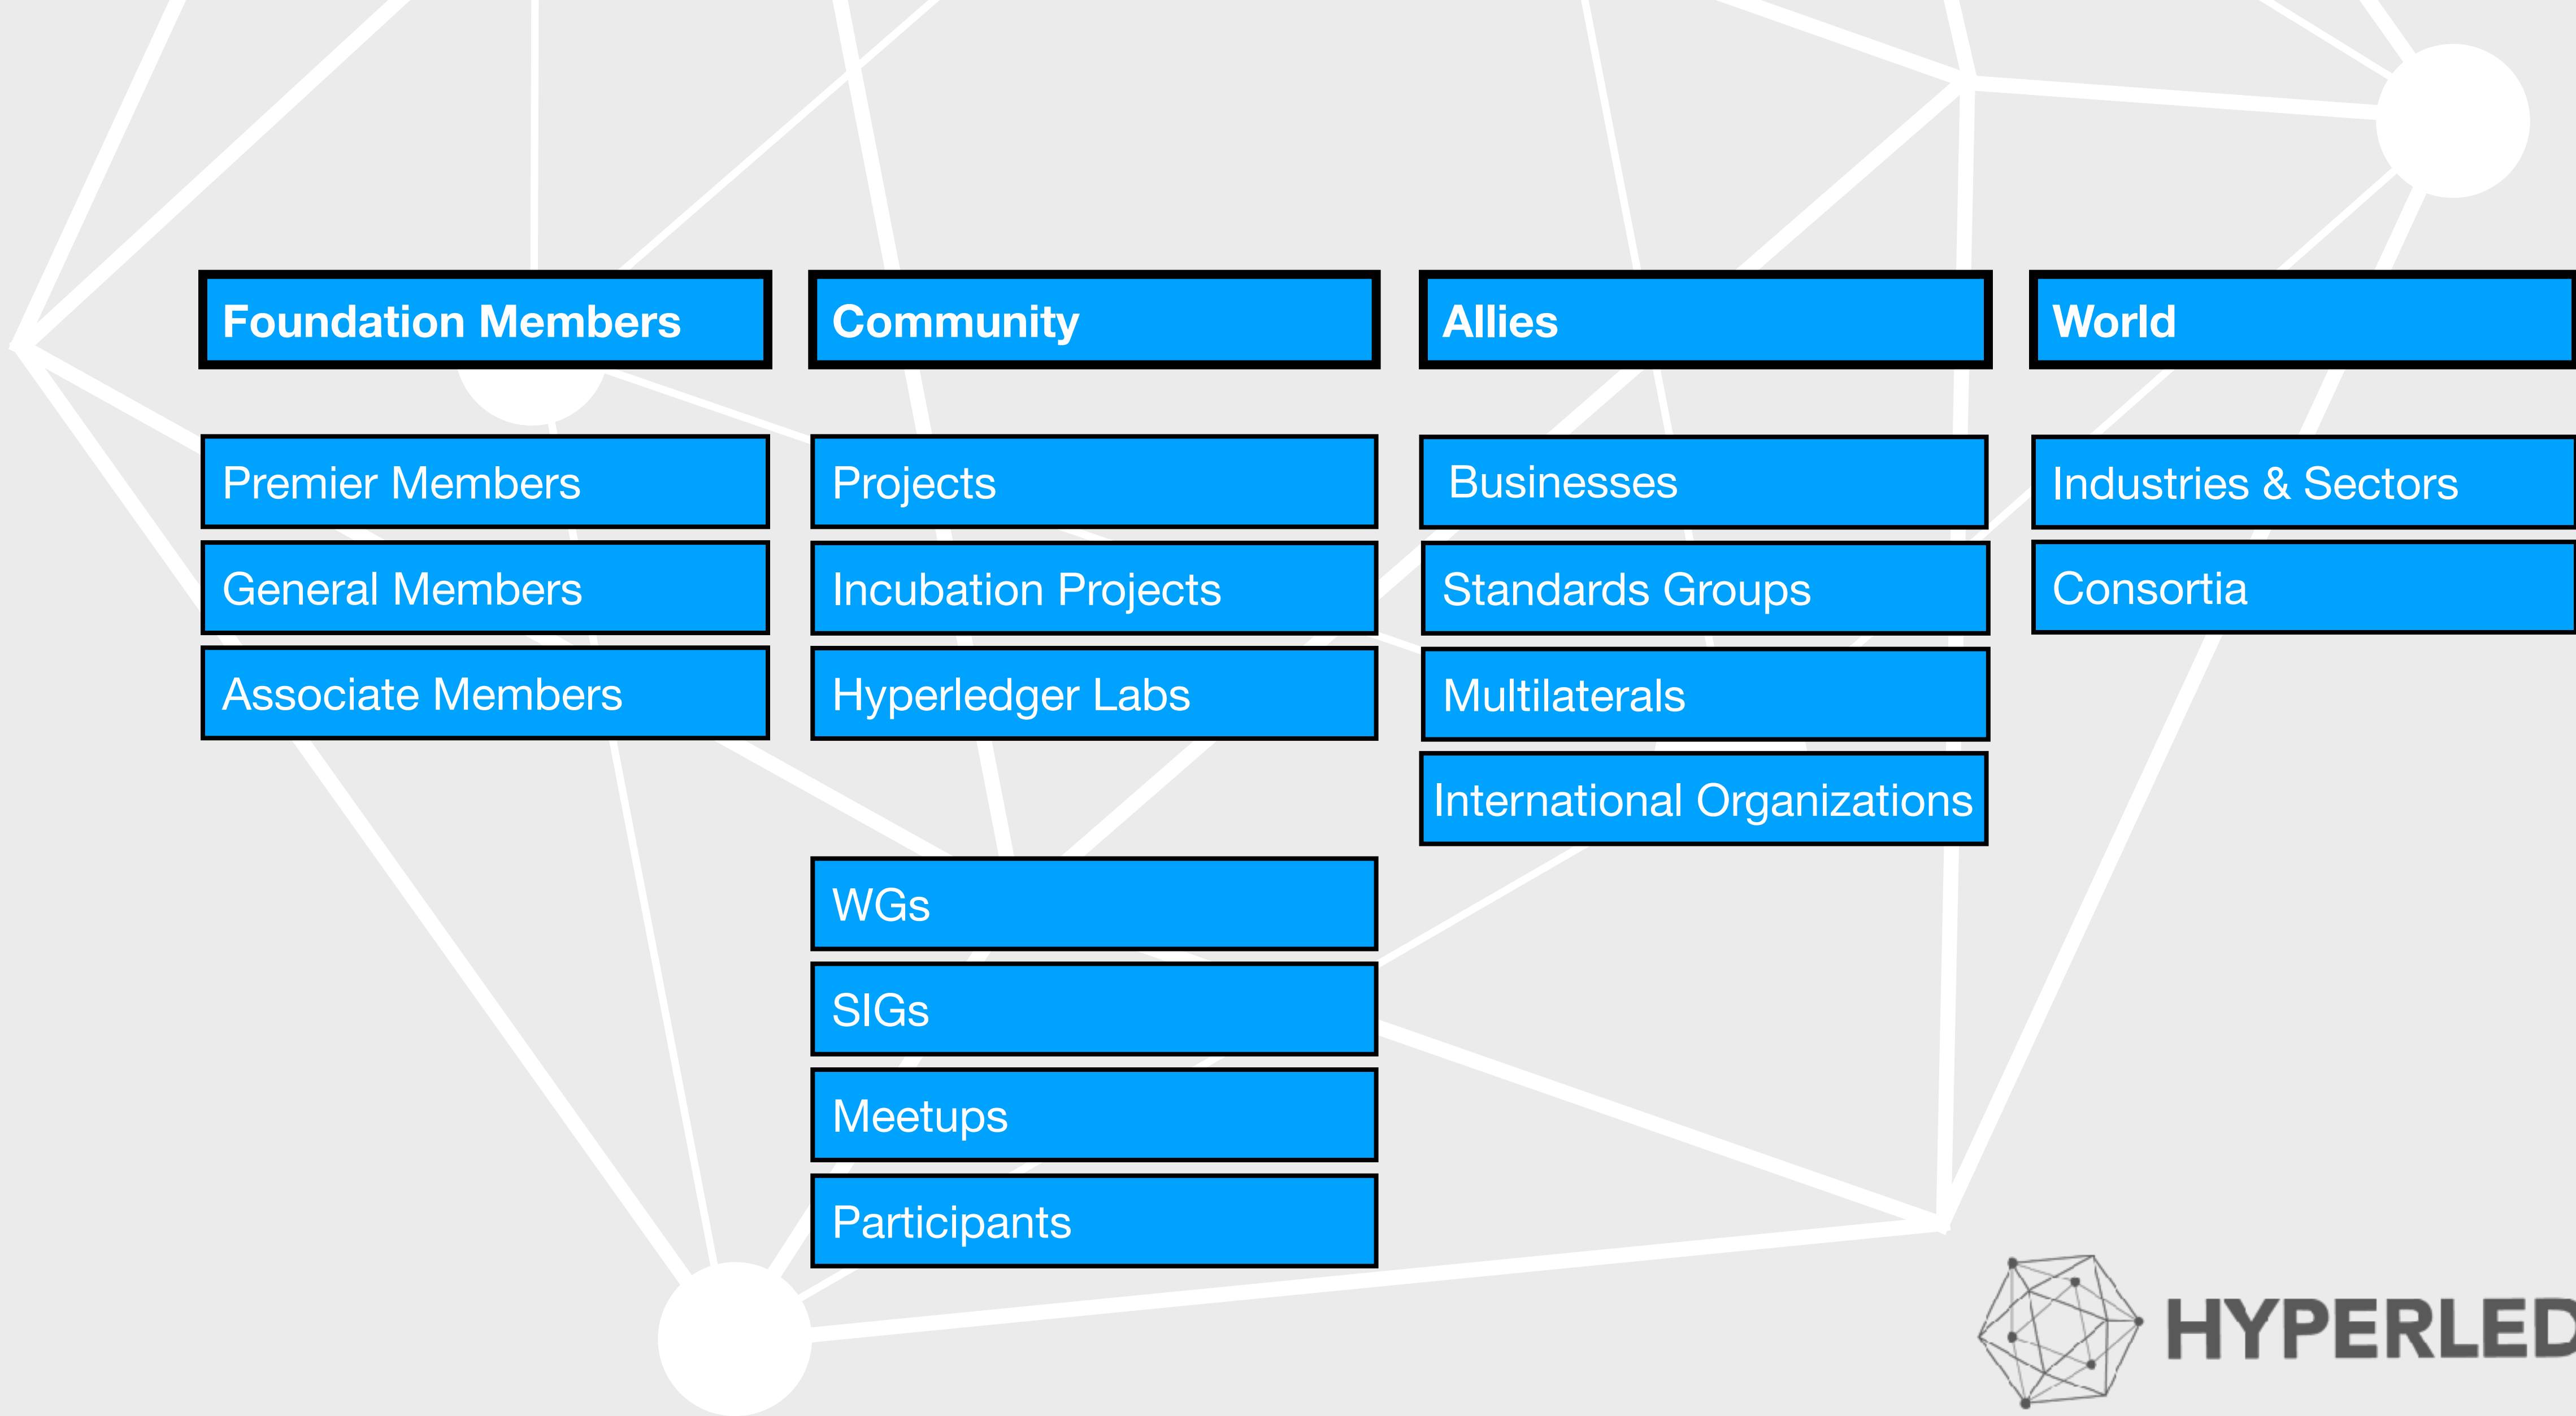 Foundation Members
Premier Members
General Members
Associate Members
Community
Projects
Incubation Projects
Hyperledger Labs
WGs
SIGs
Meetups
Participants
Allies
Businesses
Standards Groups
Multilaterals
International Organizations
World
Industries & Sectors
Consortia
HYPERLED